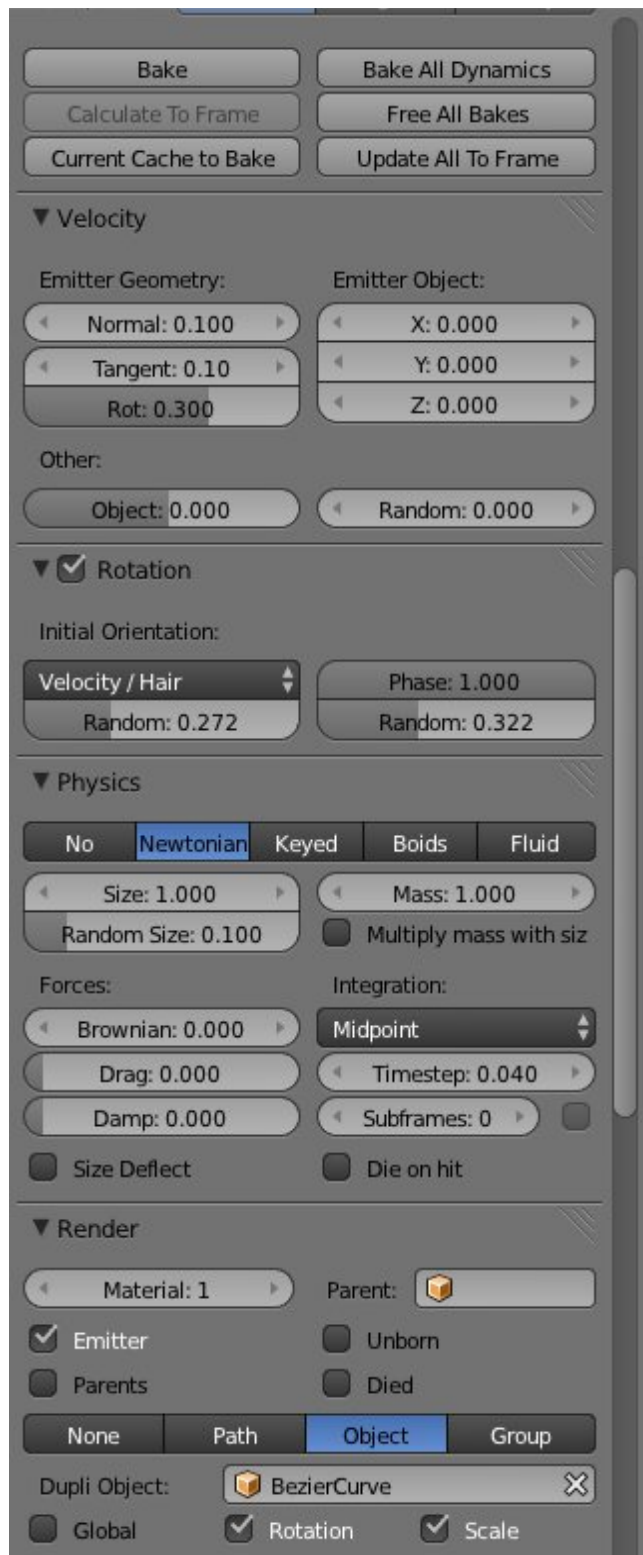 Bake Bake All Dynamics
Calculate To Frame Free All Bakes
Current Cache to Bake Update All To Frame
Velocity
Emitter Geometry: Emitter Object:
Normal: 0.100 X: 0.000
Tangent: 0.10 Y: 0.000
Rot: 0.300 Z: 0.000
Other:
Object: 0.000 Random: 0.000
Rotation
Initial Orientation:
Velocity / Hair Phase: 1.000
Random: 0.272 Random: 0.322
Physics
No Newtonian Keyed Boids Fluid
Size: 1.000 Mass: 1.000
Random Size: 0.100 Multiply mass with siz
Forces: Integration:
Brownian: 0.000 Midpoint
Drag: 0.000 Timestep: 0.040
Damp: 0.000 Subframes: 0
Size Deflect Die on hit
Render
Material: 1 Parent:
Emitter Unborn
Parents Died
None Path Object Group
Dupli Object: BezierCurve
Global Rotation Scale